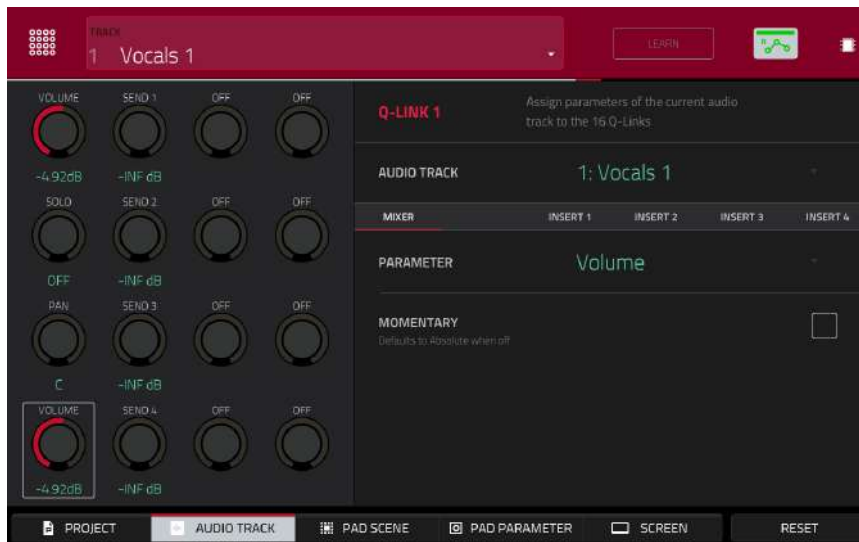 TRACK
1 Vocals 1
LEARN
VOLUME SEND 1 OFF OFF
-4.92dB -INF dB
SOLO SEND 2 OFF OFF
OFF -INF dB
PAN SEND 3 OFF OFF
C -INF dB
VOLUME SEND 4 OFF OFF
-4.92dB -INF dB
Q-LINK 1
Assign parameters of the current audio
track to the 16 Q-Links
AUDIO TRACK 1: Vocals 1
MIXER INSERT 1 INSERT 2 INSERT 3 INSERT 4
PARAMETER Volume
MOMENTARY
Defaults to Absolute when off
PROJECT AUDIO TRACK PAD SCENE PAD PARAMETER SCREEN RESET